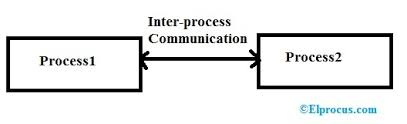 Inter-process
Communication
Process1
Process2
©Elprocus.com